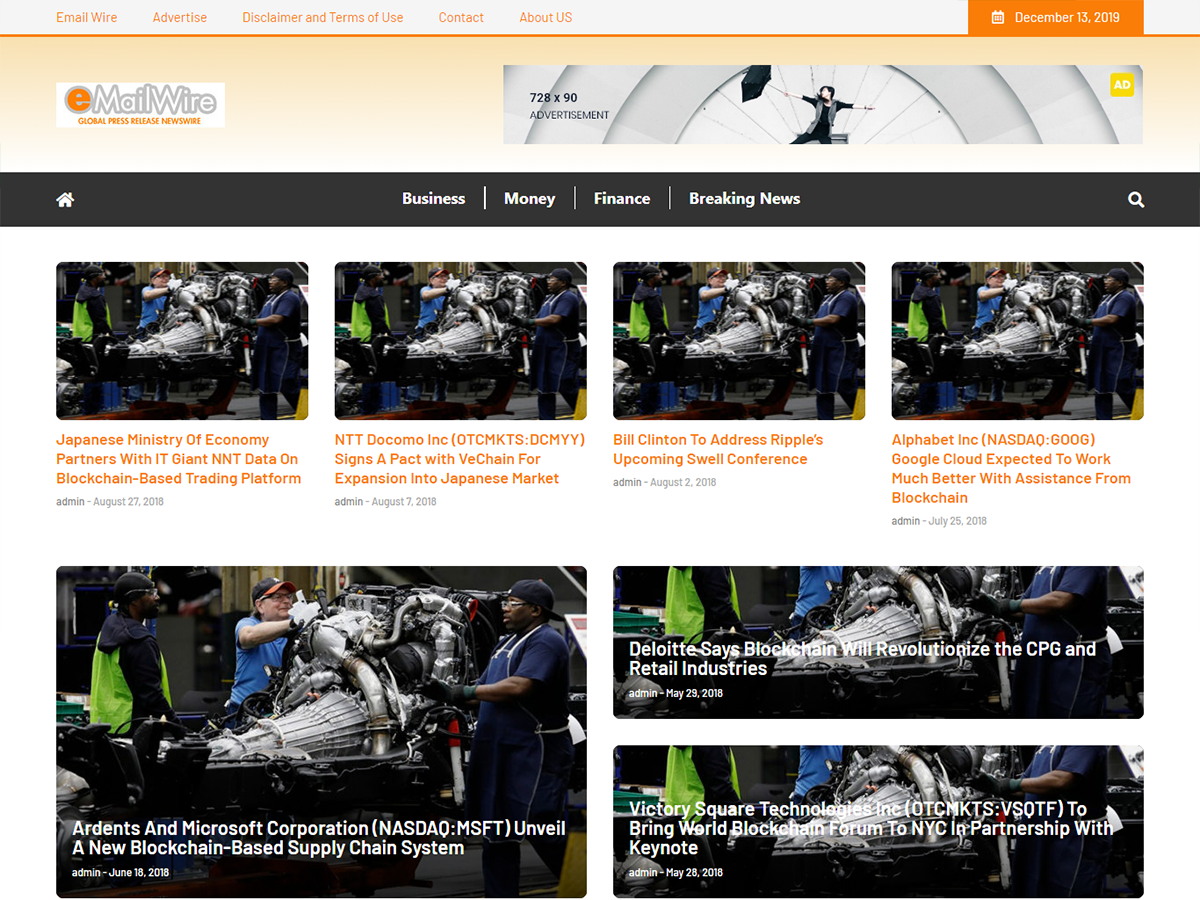 Email Wire Advertise Disclaimer and Terms of Use Contact About US December 13, 2019
eMailWire
GLOBAL PRESS RELEASE NEWSWIRE
728 x 90
ADVERTISEMENT
AD
Business Money Finance Breaking News
Japanese Ministry Of Economy
Partners With IT Giant NNT Data On
Blockchain-Based Trading Platform
admin - August 27, 2018
NTT Docomo Inc (OTCMKTS:DCMYY)
Signs A Pact with VeChain For
Expansion Into Japanese Market
admin - August 7, 2018
Bill Clinton To Address Ripple’s
Upcoming Swell Conference
admin - August 2, 2018
Alphabet Inc (NASDAQ:GOOG)
Google Cloud Expected To Work
Much Better With Assistance From
Blockchain
admin - July 25, 2018
Ardents And Microsoft Corporation (NASDAQ:MSFT) Unveil
A New Blockchain-Based Supply Chain System
admin - June 18, 2018
Deloitte Says Blockchain Will Revolutionize the CPG and
Retail Industries
admin - May 29, 2018
Victory Square Technologies Inc (OTCMKTS:VSQTF) To
Bring World Blockchain Forum To NYC In Partnership With
Keynote
admin - May 28, 2018